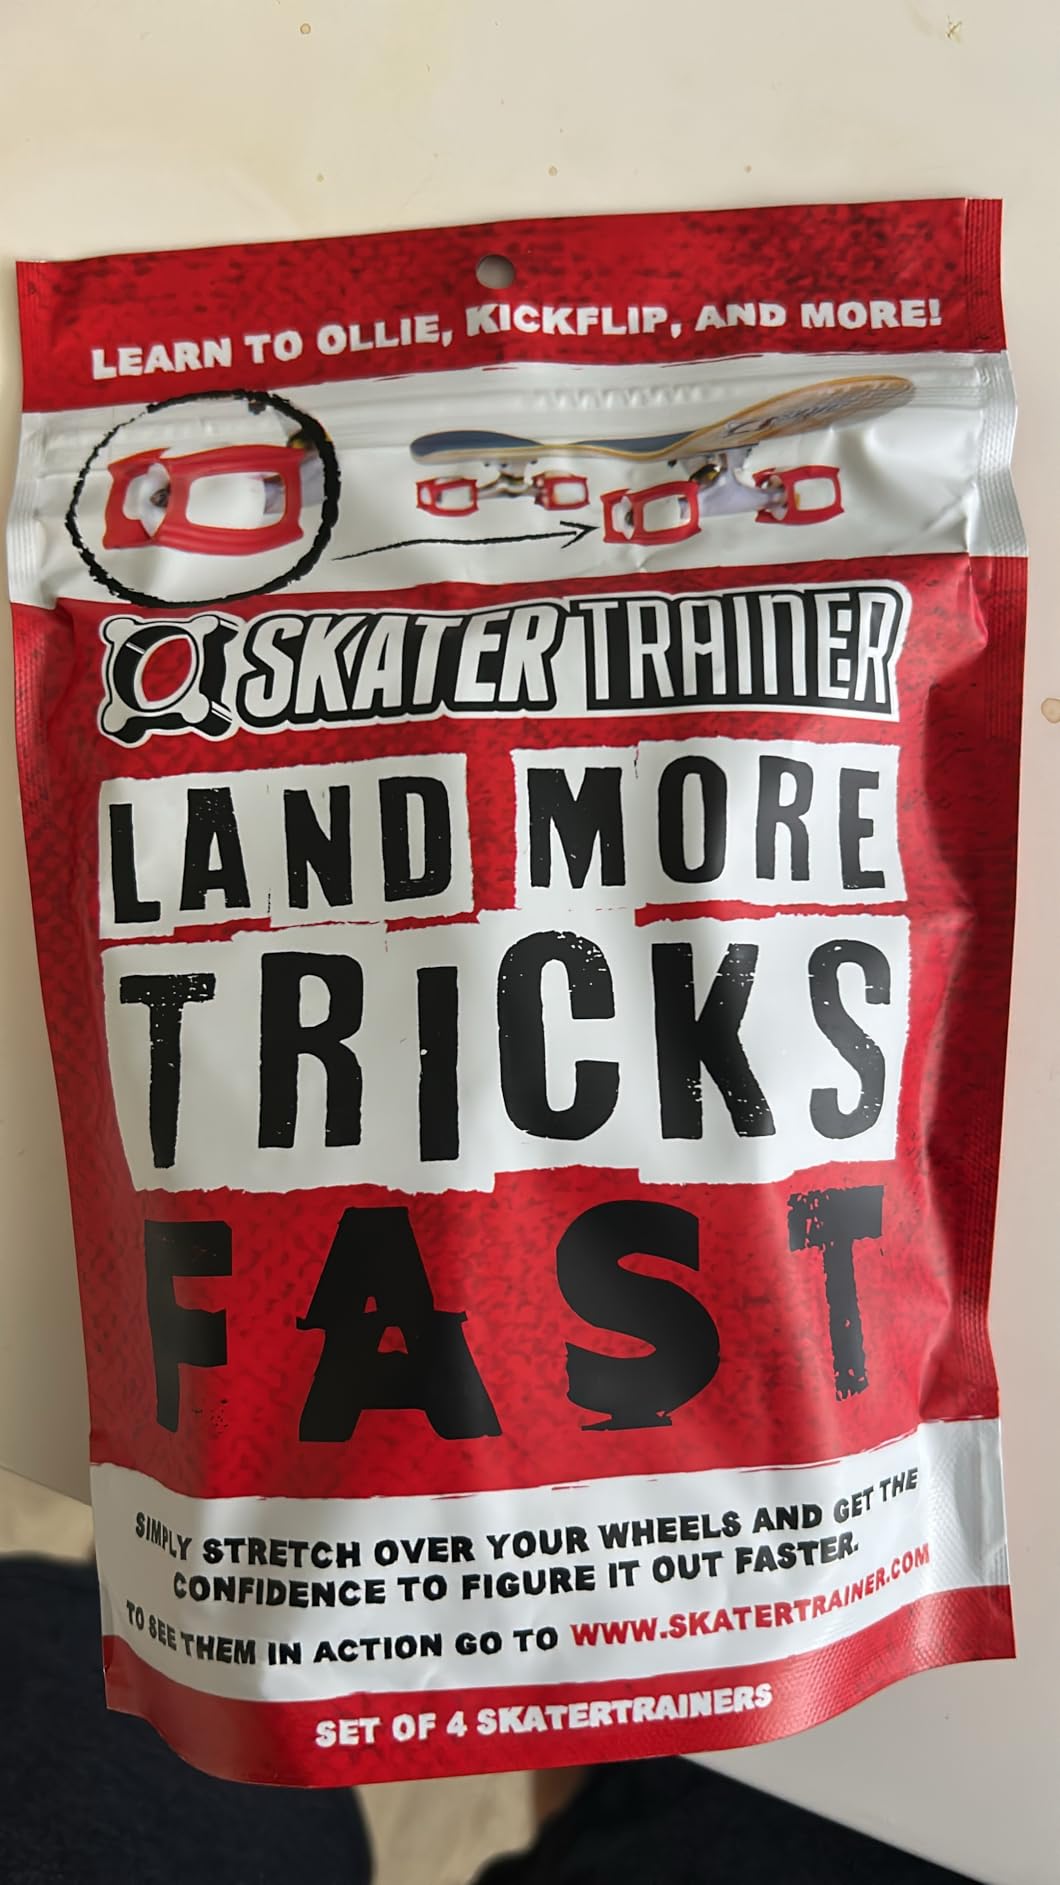 LEARN TO OLLIE, KICKFLIP, AND MORE!
SKATERTRAINER
LAND MORE
TRICKS
FAST
SIMPLY STRETCH OVER YOUR WHEELS AND GET THE
CONFIDENCE TO FIGURE IT OUT FASTER.
TO SEE THEM IN ACTION GO TO WWW.SKATERTRAINER.COM
SET OF 4 SKATERTRAINERS